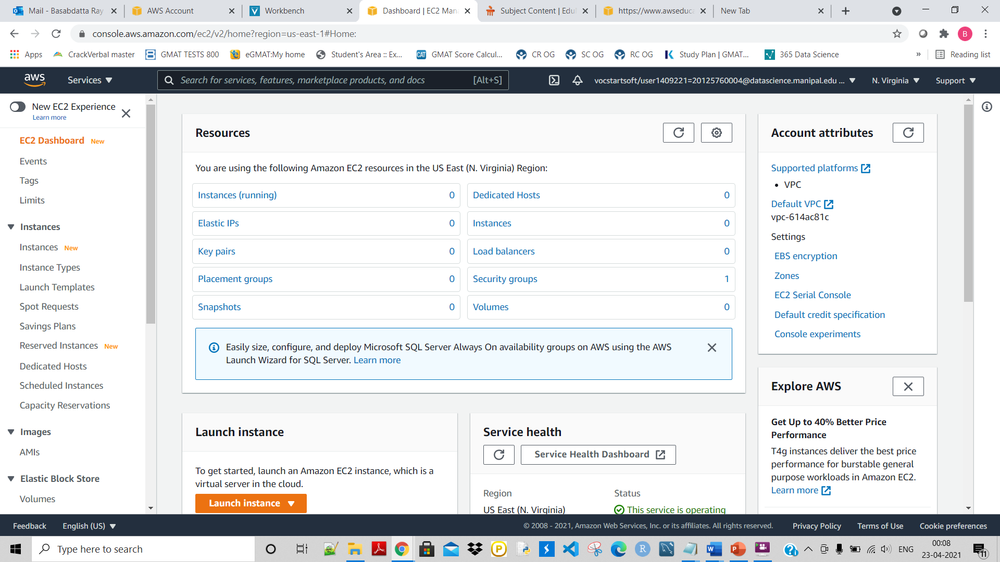 Mail - Basabdatta Ray
AWS Account
Workbench
Dashboard | EC2 Man
Subject Content | Edu
https://www.awseduca
New Tab
console.aws.amazon.com/ec2/v2/home?region=us-east-1#Home:
B
Apps
CrackVerbal master
GMAT TESTS 800
eGMAT:My home
Student's Area :: Ex...
CAT
GMAT Score Calcul...
CR OG
SC OG
RC OG
Study Plan | GMAT...
365 Data Science
»
Reading list
aws
Services
Search for services, features, marketplace products, and docs
[Alt+S]
vocstartsoft/user1409221=20125760004@datascience.manipal.edu ...
N. Virginia
Support
New EC2 Experience
Learn more
EC2 Dashboard New
Events
Tags
Limits
Instances
Instances New
Instance Types
Launch Templates
Spot Requests
Savings Plans
Reserved Instances New
Dedicated Hosts
Scheduled Instances
Capacity Reservations
Images
AMIs
Elastic Block Store
Volumes
Resources
You are using the following Amazon EC2 resources in the US East (N. Virginia) Region:
Instances (running) 0
Dedicated Hosts 0
Elastic IPs 0
Instances 0
Key pairs 0
Load balancers 0
Placement groups 0
Security groups 1
Snapshots 0
Volumes 0
Easily size, configure, and deploy Microsoft SQL Server Always On availability groups on AWS using the AWS
Launch Wizard for SQL Server. Learn more
Launch instance
To get started, launch an Amazon EC2 instance, which is a
virtual server in the cloud.
Launch instance
Service health
Service Health Dashboard
Region
Status
US East (N. Virginia)
This service is operating
Account attributes
Supported platforms
• VPC
Default VPC
vpc-614ac81c
Settings
EBS encryption
Zones
EC2 Serial Console
Default credit specification
Console experiments
Explore AWS
Get Up to 40% Better Price
Performance
T4g instances deliver the best price
performance for burstable general
purpose workloads in Amazon EC2.
Learn more
Feedback
English (US)
© 2008 - 2021, Amazon Web Services, Inc. or its affiliates. All rights reserved.
Privacy Policy
Terms of Use
Cookie preferences
Type here to search
ENG
00:08
23-04-2021
11